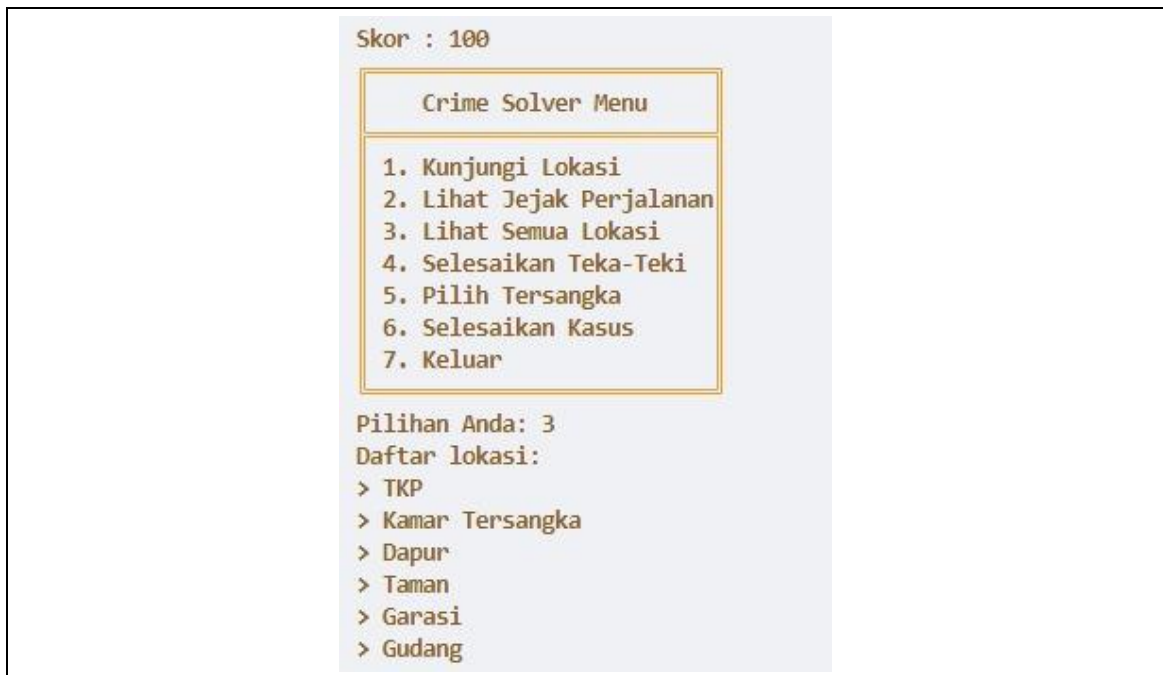 Skor : 100
Crime Solver Menu
1. Kunjungi Lokasi
2. Lihat Jejak Perjalanan
3. Lihat Semua Lokasi
4. Selesaikan Teka-Teki
5. Pilih Tersangka
6. Selesaikan Kasus
7. Keluar
Pilihan Anda: 3
Daftar lokasi:
> TKP
> Kamar Tersangka
> Dapur
> Taman
> Garasi
> Gudang